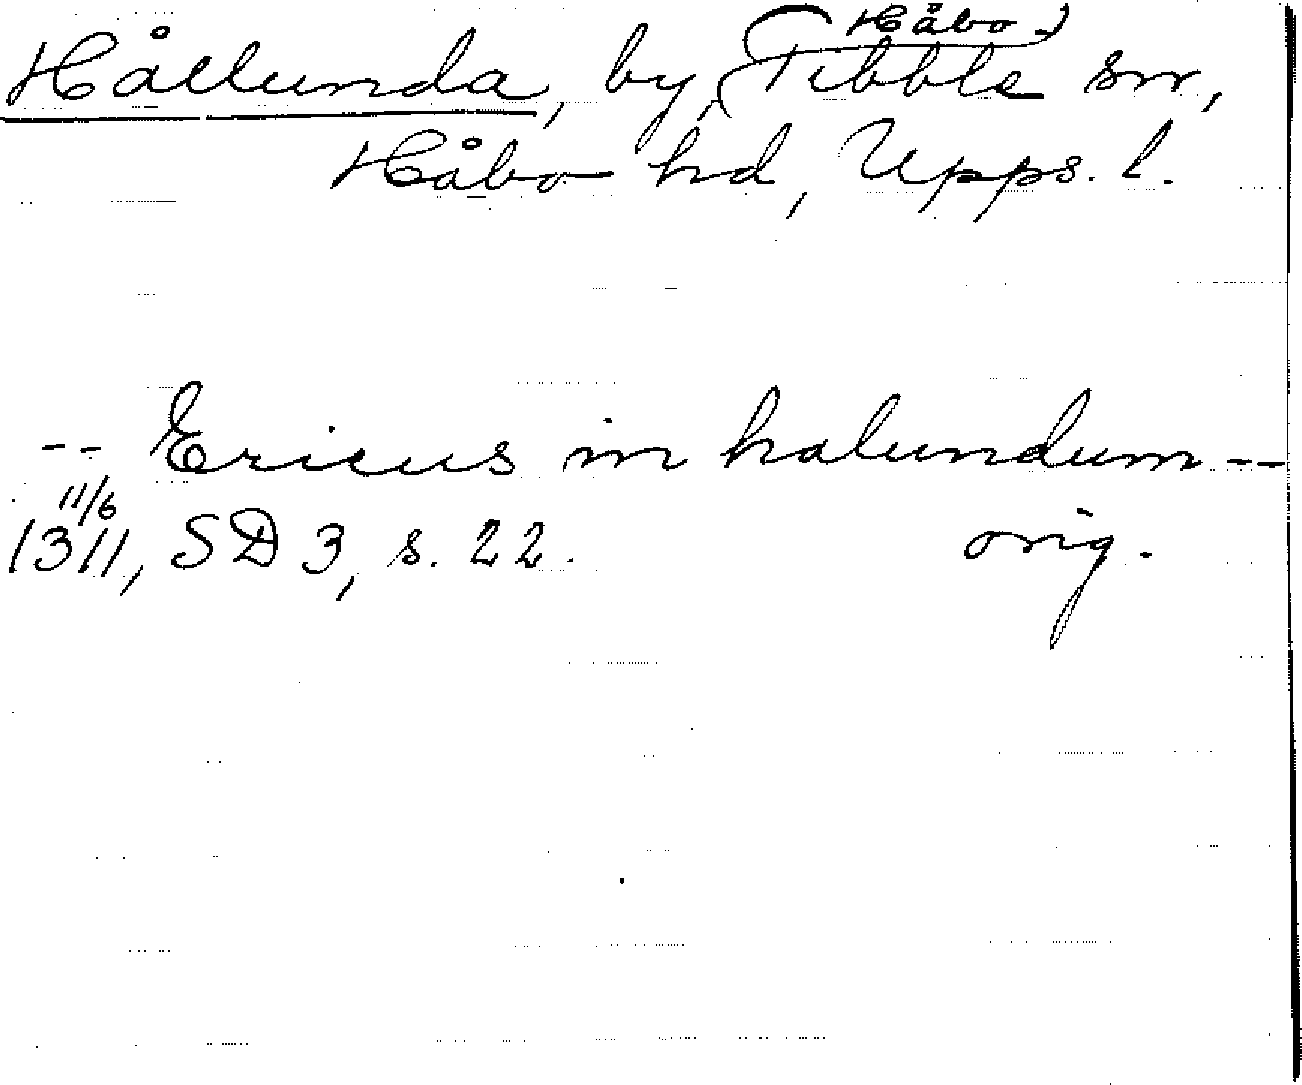 Hållunda, by, (Håbo-)Tibble sn,
Håbo hd, Upps. l.
-- Ericus in halundum --
11/6
1311, SD 3, s. 22. orig.